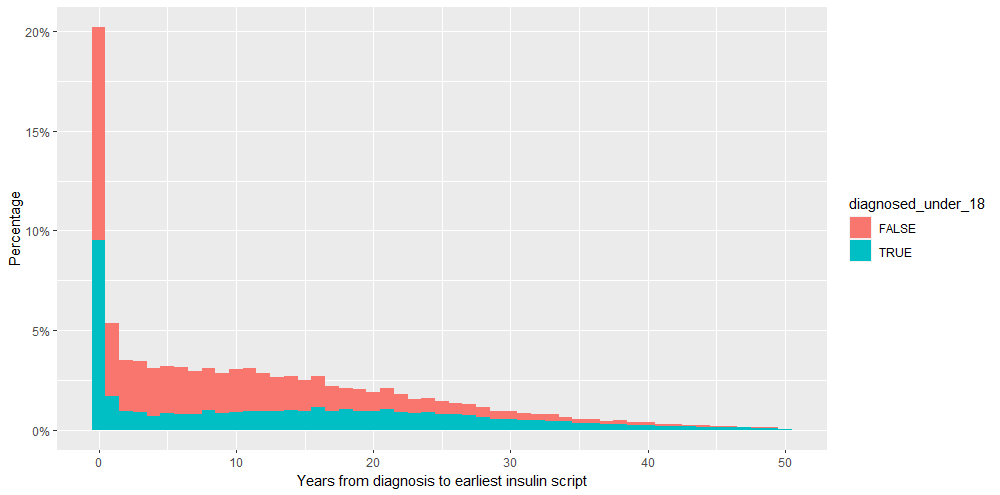 20%
15%
10%
5%
0%
Percentage
0 10 20 30 40 50
Years from diagnosis to earliest insulin script
diagnosed_under_18
FALSE
TRUE